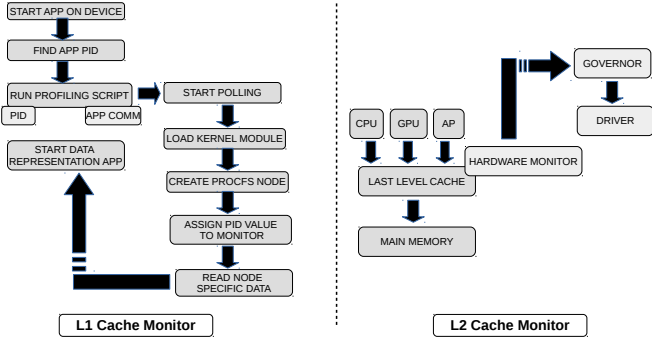 START APP ON DEVICE
FIND APP PID
RUN PROFILING SCRIPT
PID
APP COMM
START DATA
REPRESENTATION APP
START POLLING
LOAD KERNEL MODULE
CREATE PROCFS NODE
ASSIGN PID VALUE
TO MONITOR
READ NODE
SPECIFIC DATA
L1 Cache Monitor
GOVERNOR
DRIVER
CPU
GPU
AP
HARDWARE MONITOR
LAST LEVEL CACHE
MAIN MEMORY
L2 Cache Monitor